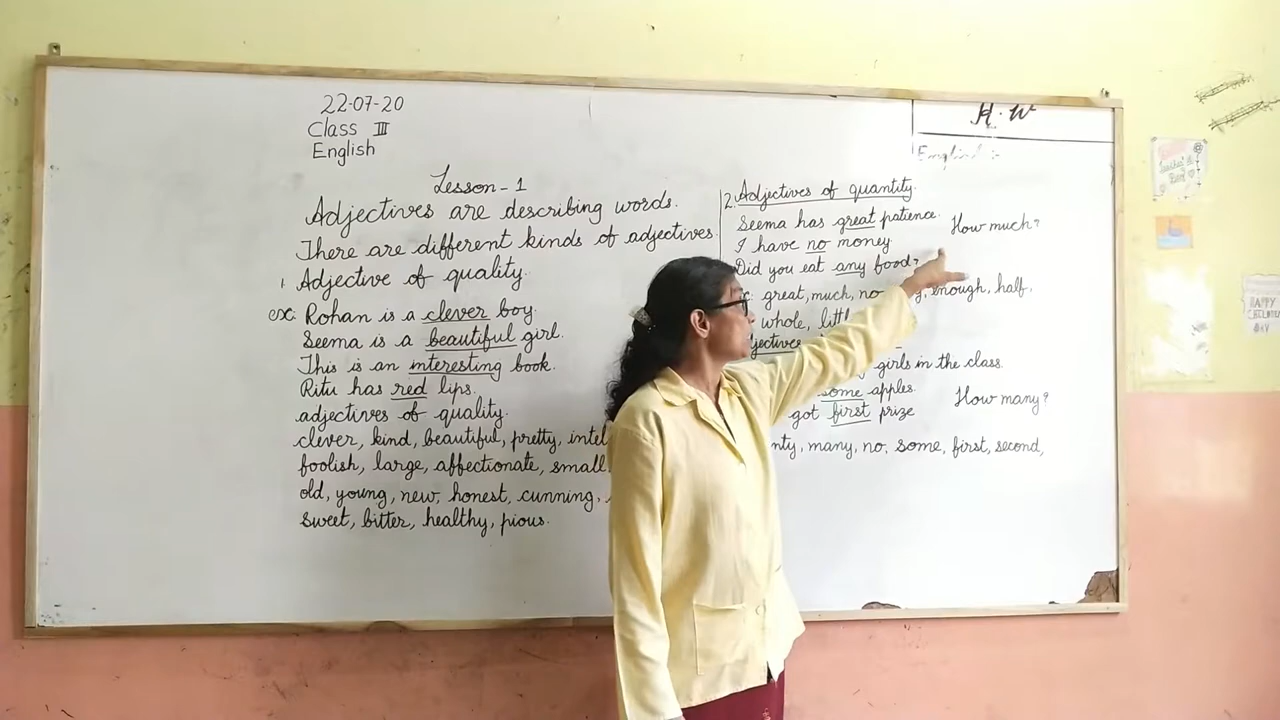 22-07-20
Class III
English
Lesson - 1
Adjectives are describing words.
There are different kinds of adjectives.
1. Adjective of quality.
ex: Rohan is a clever boy.
Seema is a beautiful girl.
This is an interesting book.
Ritu has red lips.
adjectives of quality.
clever, kind, beautiful, pretty,
foolish, large, affectionate, small,
old, young, new, honest, cunning,
sweet, bitter, healthy, pious.
H.W
English :-
2. Adjectives of quantity.
Seema has great patience.
I have no money.
Did you eat any food?
How much?
great, much, no enough, half,
whole,
girls in the class.
some apples.
got first prize
How many?
many, no, some, first, second,
HAPPY